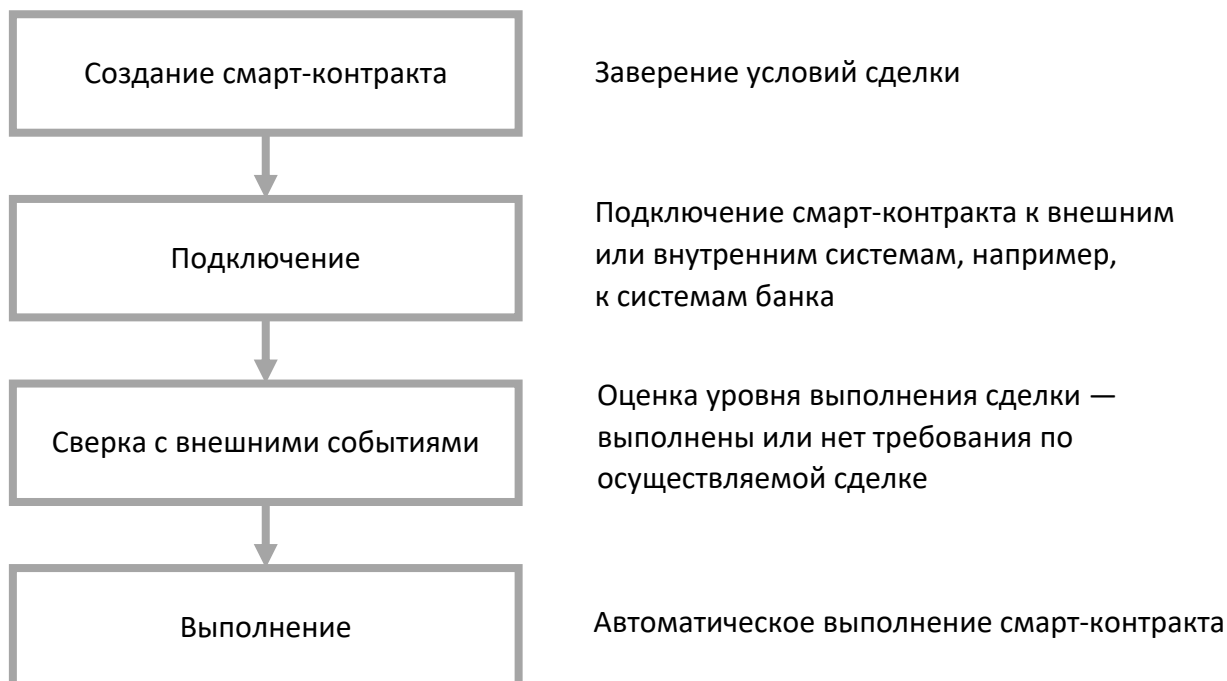 Создание смарт-контракта
Заверение условий сделки
Подключение
Подключение смарт-контракта к внешним
или внутренним системам, например,
к системам банка
Сверка с внешними событиями
Оценка уровня выполнения сделки —
выполнены или нет требования по
осуществляемой сделке
Выполнение
Автоматическое выполнение смарт-контракта